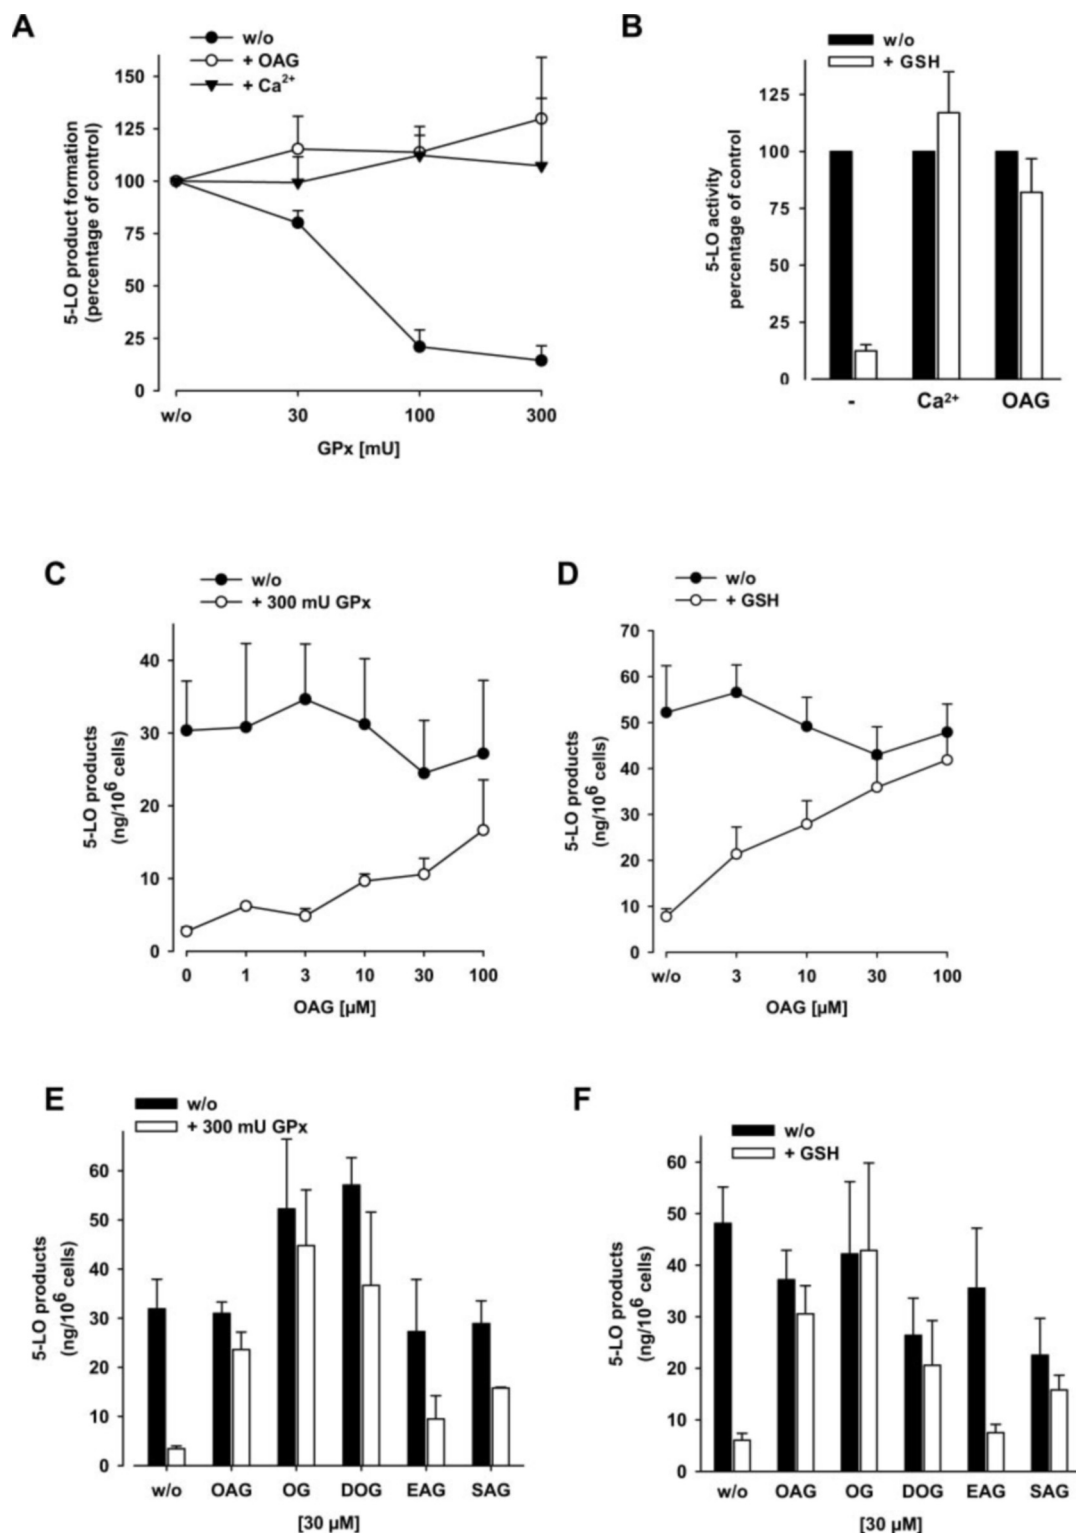 A
w/o
+ OAG
+ Ca²⁺
5-LO product formation
(percentage of control)
150
125
100
75
50
25
0
w/o 30 100 300
GPx [mU]
B
w/o
+ GSH
5-LO activity
percentage of control
125
100
75
50
25
0
- Ca²⁺ OAG
C
w/o
+ 300 mU GPx
5-LO products
(ng/10⁶ cells)
40
30
20
10
0
0 1 3 10 30 100
OAG [µM]
D
w/o
+ GSH
5-LO products
(ng/10⁶ cells)
70
60
50
40
30
20
10
0
w/o 3 10 30 100
OAG [µM]
E
w/o
+ 300 mU GPx
5-LO products
(ng/10⁶ cells)
60
50
40
30
20
10
0
w/o OAG OG DOG EAG SAG
[30 µM]
F
w/o
+ GSH
5-LO products
(ng/10⁶ cells)
60
50
40
30
20
10
0
w/o OAG OG DOG EAG SAG
[30 µM]